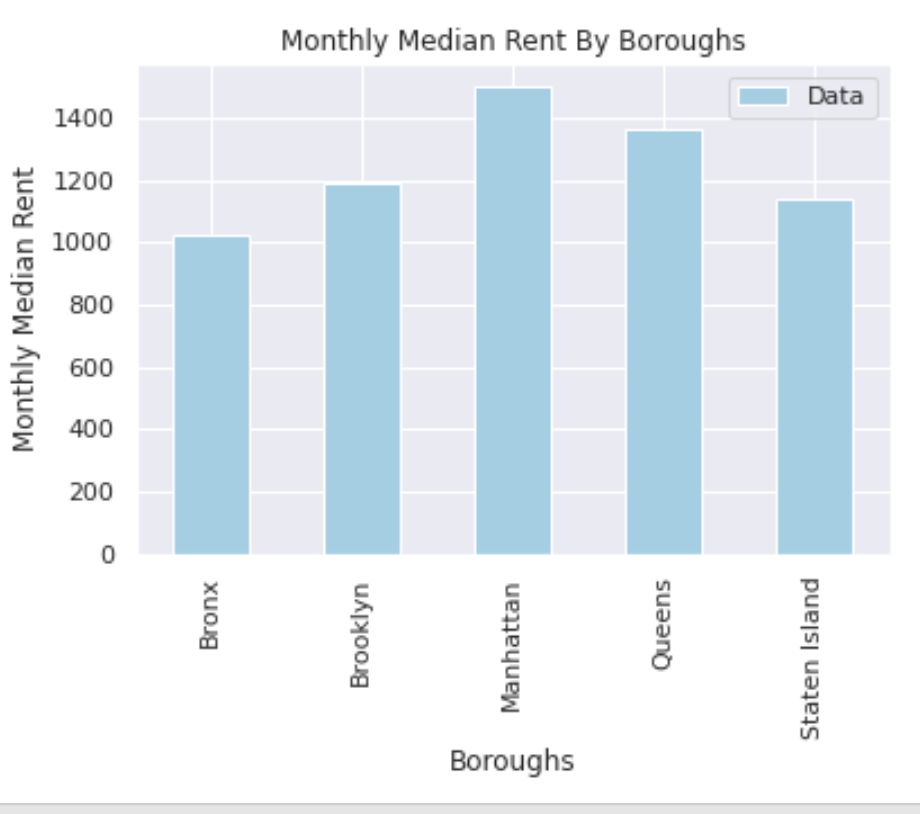 Monthly Median Rent By Boroughs
Data
Monthly Median Rent
1400
1200
1000
800
600
400
200
0
Bronx
Brooklyn
Manhattan
Queens
Staten Island
Boroughs